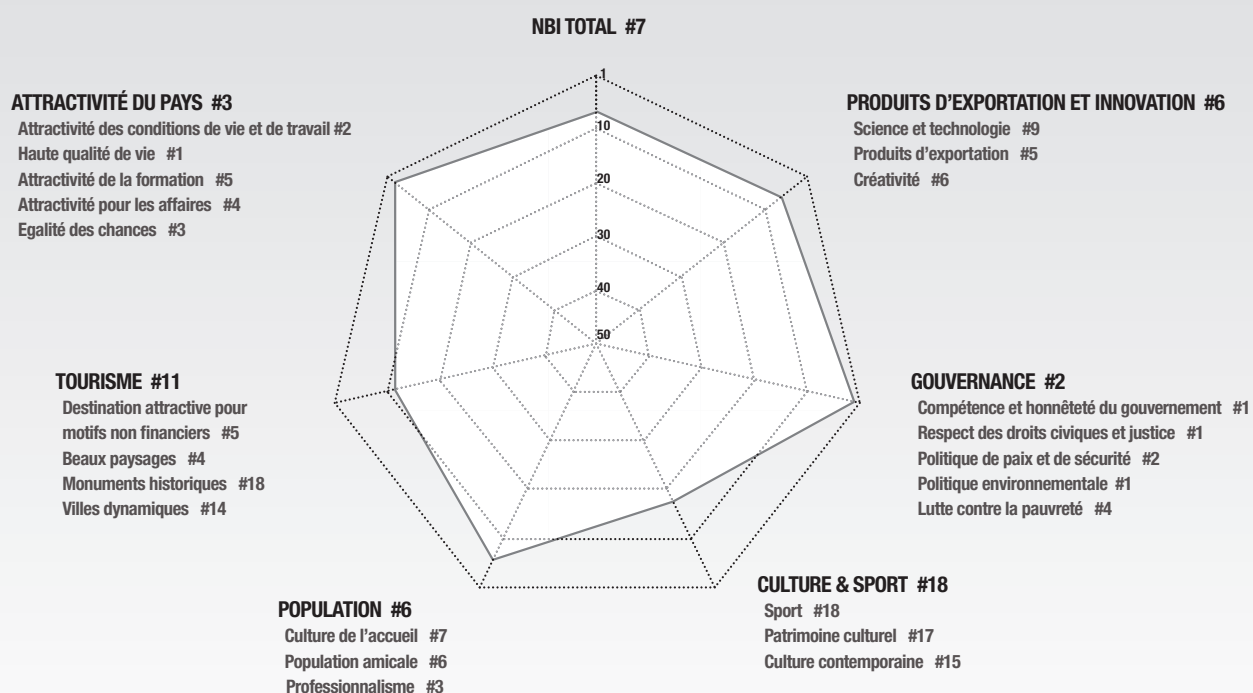 NBI TOTAL #7
1
10
20
30
40
50
ATTRACTIVITÉ DU PAYS #3
Attractivité des conditions de vie et de travail #2
Haute qualité de vie #1
Attractivité de la formation #5
Attractivité pour les affaires #4
Egalité des chances #3
PRODUITS D'EXPORTATION ET INNOVATION #6
Science et technologie #9
Produits d'exportation #5
Créativité #6
TOURISME #11
Destination attractive pour
motifs non financiers #5
Beaux paysages #4
Monuments historiques #18
Villes dynamiques #14
GOUVERNANCE #2
Compétence et honnêteté du gouvernement #1
Respect des droits civiques et justice #1
Politique de paix et de sécurité #2
Politique environnementale #1
Lutte contre la pauvreté #4
POPULATION #6
Culture de l'accueil #7
Population amicale #6
Professionnalisme #3
CULTURE & SPORT #18
Sport #18
Patrimoine culturel #17
Culture contemporaine #15